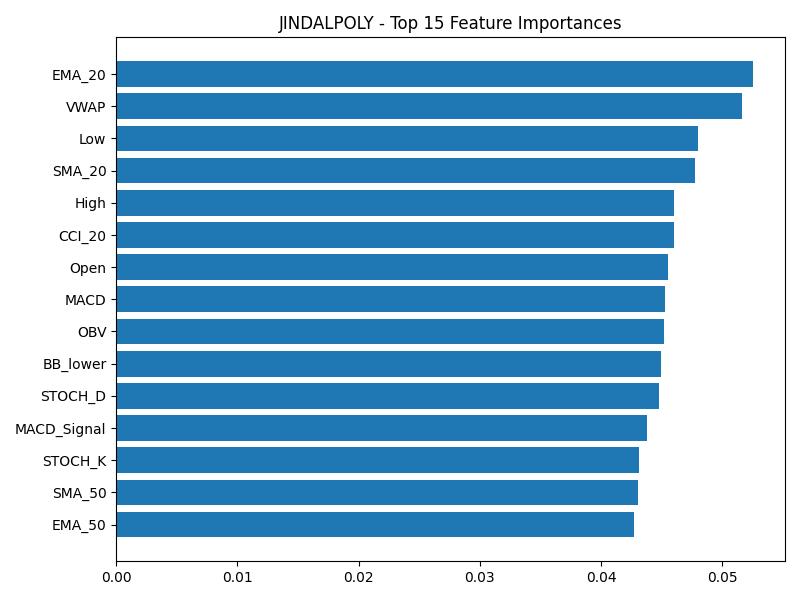 JINDALPOLY - Top 15 Feature Importances
EMA_20
VWAP
Low
SMA_20
High
CCI_20
Open
MACD
OBV
BB_lower
STOCH_D
MACD_Signal
STOCH_K
SMA_50
EMA_50
0.00 0.01 0.02 0.03 0.04 0.05